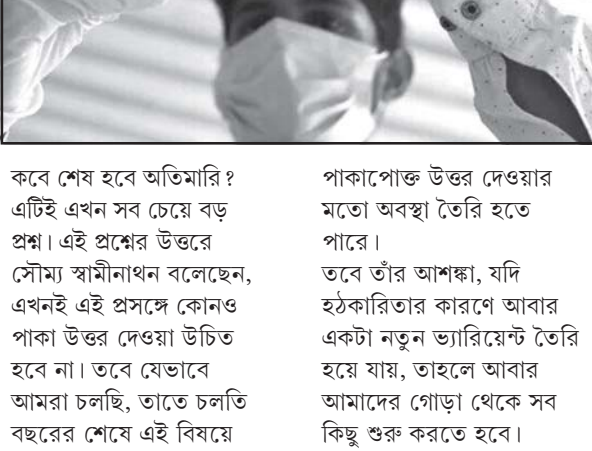 কবে শেষ হবে অতিমারি?
এটিই এখন সব চেয়ে বড়
প্রশ্ন। এই প্রশ্নের উত্তরে
সৌম্য স্বামীনাথন বলেছেন,
এখনই এই প্রসঙ্গে কোনও
পাকা উত্তর দেওয়া উচিত
হবে না। তবে যেভাবে
আমরা চলছি, তাতে চলতি
বছরের শেষে এই বিষয়ে
পাকাপোক্ত উত্তর দেওয়ার
মতো অবস্থা তৈরি হতে
পারে।
তবে তাঁর আশঙ্কা, যদি
হঠকারিতার কারণে আবার
একটা নতুন ভ্যারিয়েন্ট তৈরি
হয়ে যায়, তাহলে আবার
আমাদের গোড়া থেকে সব
কিছু শুরু করতে হবে।